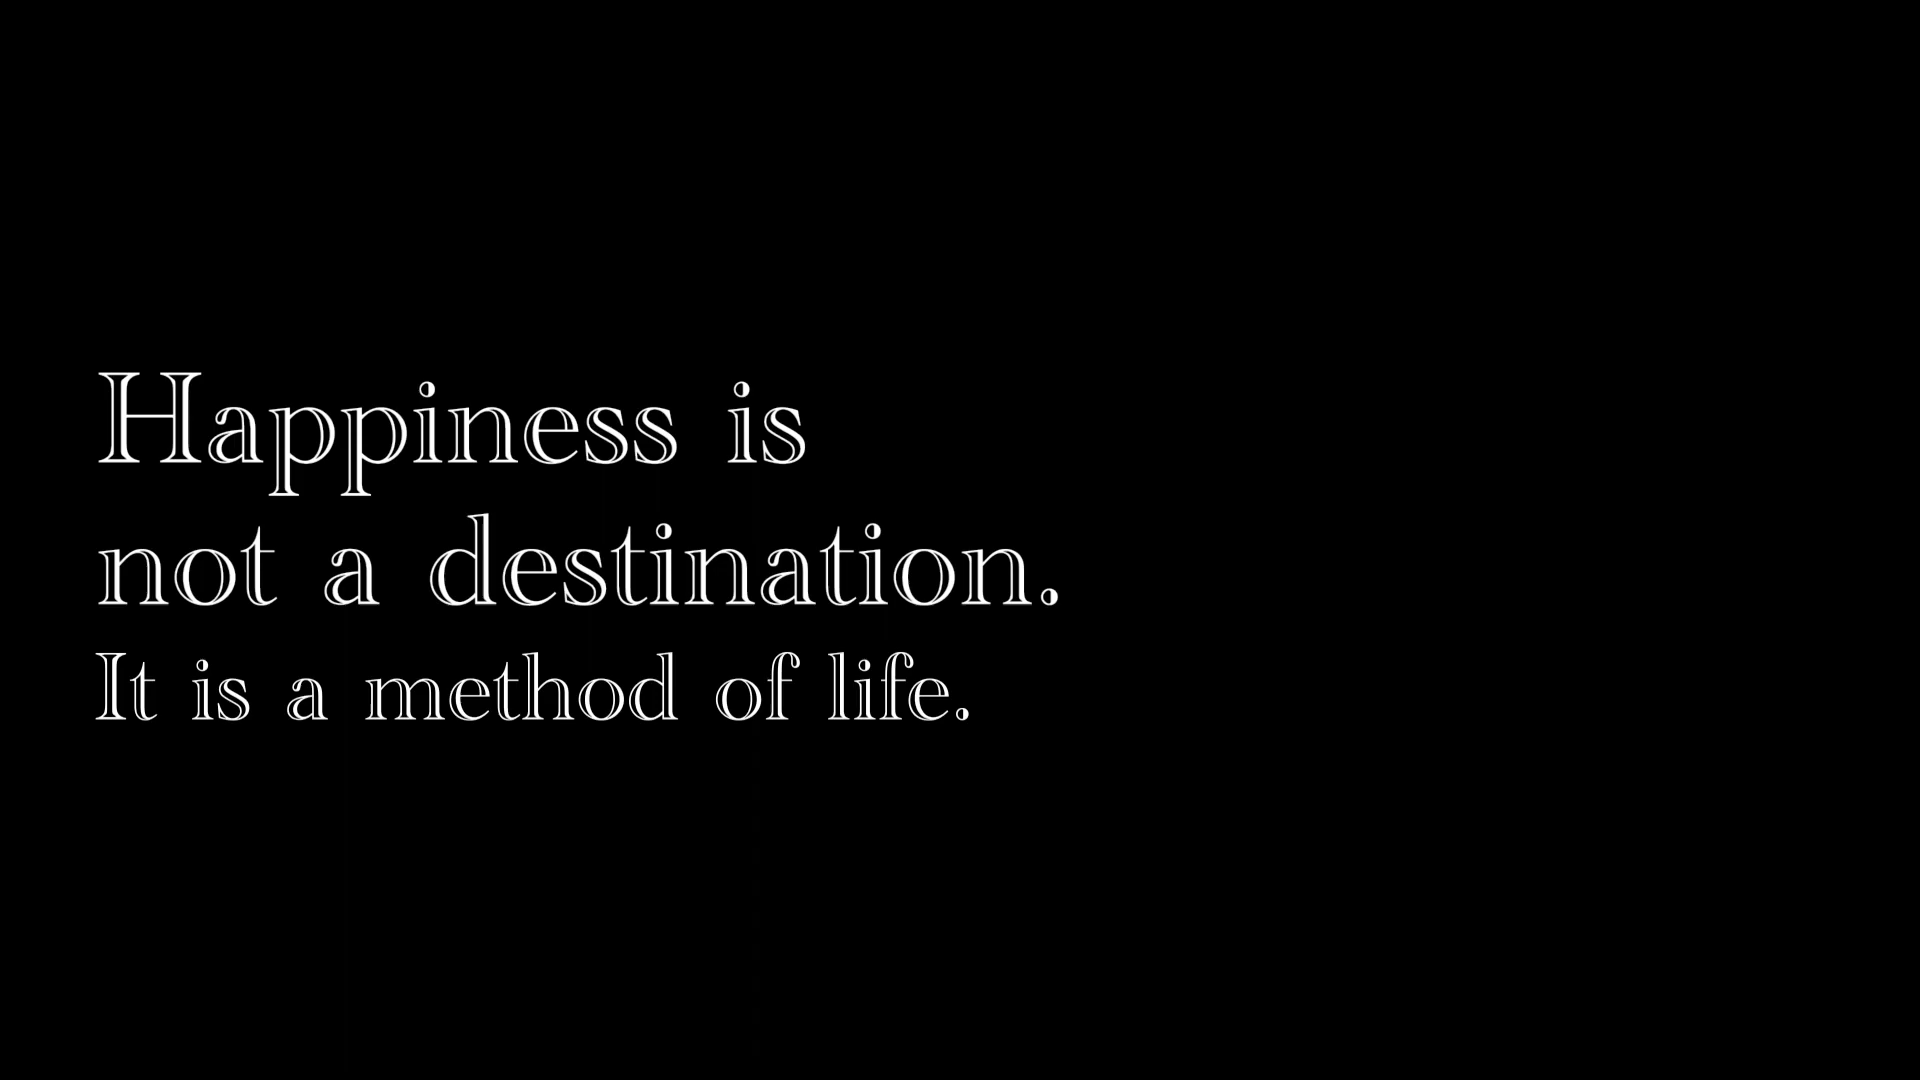 Happiness is
not a destination.
It is a method of life.